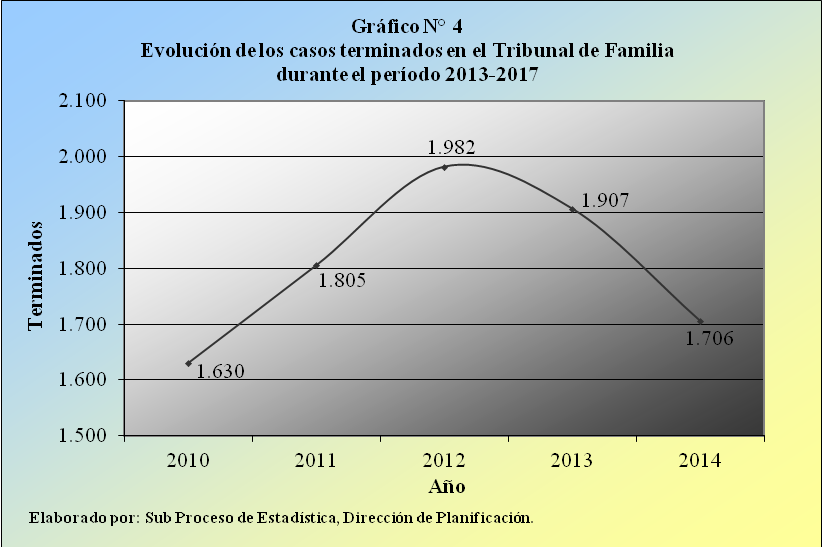 Gráfico N° 4
Evolución de los casos terminados en el Tribunal de Familia
durante el período 2013-2017
2.100
2.000
1.900
1.800
1.700
1.600
1.500
Terminados
1.630
1.805
1.982
1.907
1.706
2010 2011 2012 2013 2014
Año
Elaborado por: Sub Proceso de Estadística, Dirección de Planificación.